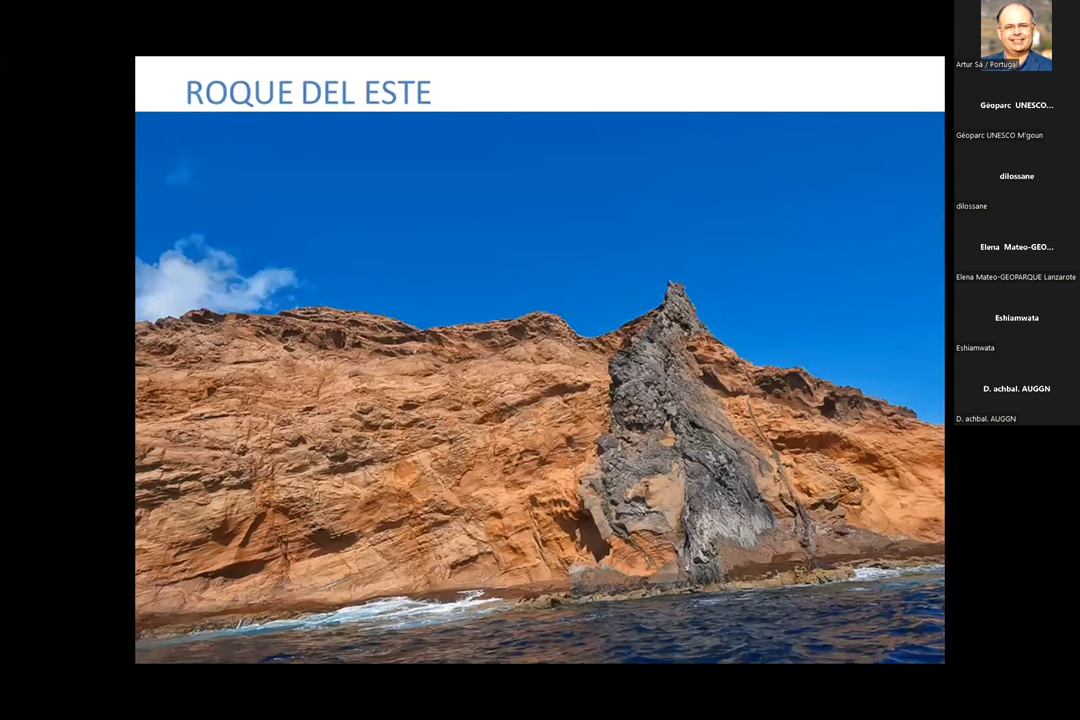 ROQUE DEL ESTE
Artur Sá / Portugal
Géoparc UNESCO...
Géoparc UNESCO M'goun
dilossane
dilossane
Elena Mateo-GEO...
Elena Mateo-GEOPARQUE Lanzarote
Eshiamwata
Eshiamwata
D. achbal. AUGGN
D. achbal. AUGGN